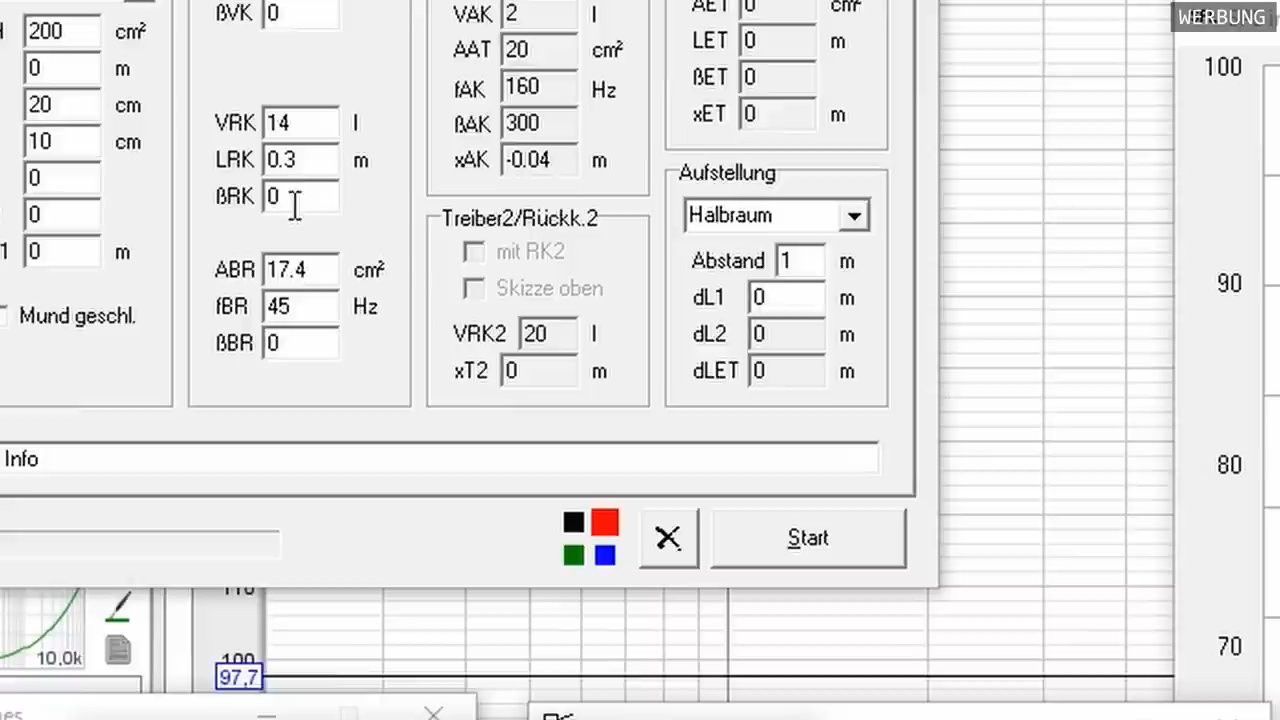 WERBUNG
200 cm²
0 m
20 cm
10 cm
0
0
1 0 m
Mund geschl.
ßVK 0
VRK 14 l
LRK 0.3 m
ßRK 0
ABR 17.4 cm²
fBR 45 Hz
ßBR 0
VAK 2 l
AAT 20 cm²
fAK 160 Hz
ßAK 300
xAK -0.04 m
Treiber2/Rückk.2
mit RK2
Skizze oben
VRK2 20 l
xT2 0 m
AET 0 cm²
LET 0 m
ßET 0
xET 0 m
Aufstellung
Halbraum
Abstand 1 m
dL1 0 m
dL2 0 m
dLET 0 m
Info
Start
100
90
80
70
110
100
97,7
10,0k